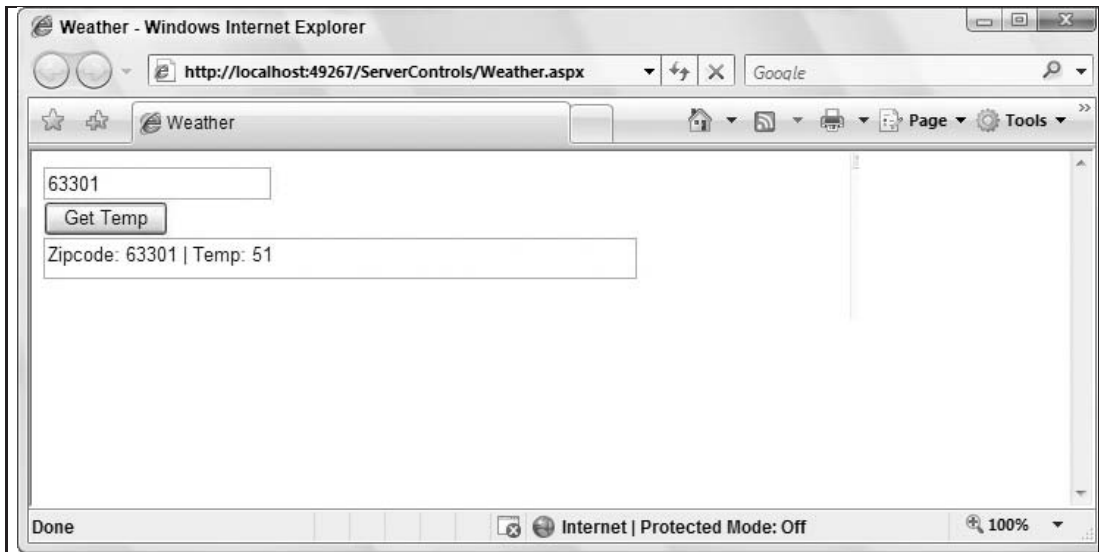 Weather - Windows Internet Explorer
http://localhost:49267/ServerControls/Weather.aspx
Google
Weather
Page
Tools
63301
Get Temp
Zipcode: 63301 | Temp: 51
Done
Internet | Protected Mode: Off
100%